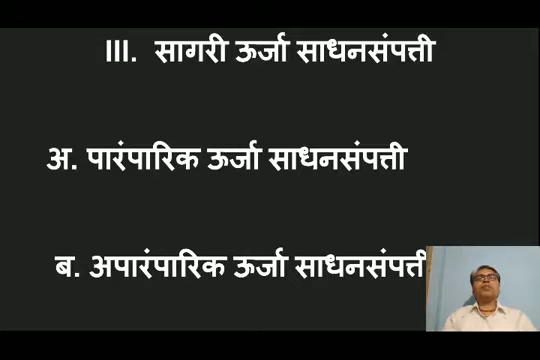 III. सागरी ऊर्जा साधनसंपत्ती
अ. पारंपारिक ऊर्जा साधनसंपत्ती
ब. अपारंपारिक ऊर्जा साधनसंपत्ती